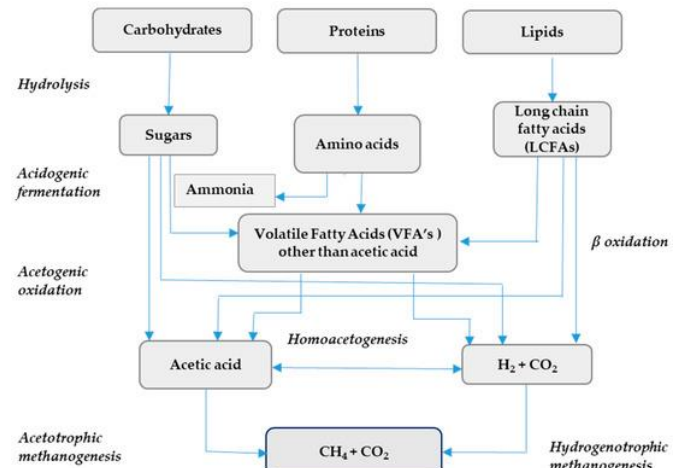 Carbohydrates
Proteins
Lipids
Hydrolysis
Sugars
Amino acids
Long chain
fatty acids
(LCFAs)
Acidogenic
fermentation
Ammonia
Volatile Fatty Acids (VFA's )
other than acetic acid
β oxidation
Acetogenic
oxidation
Homoacetogenesis
Acetic acid
H₂ + CO₂
Acetotrophic
methanogenesis
CH₄ + CO₂
Hydrogenotrophic
methanogenesis